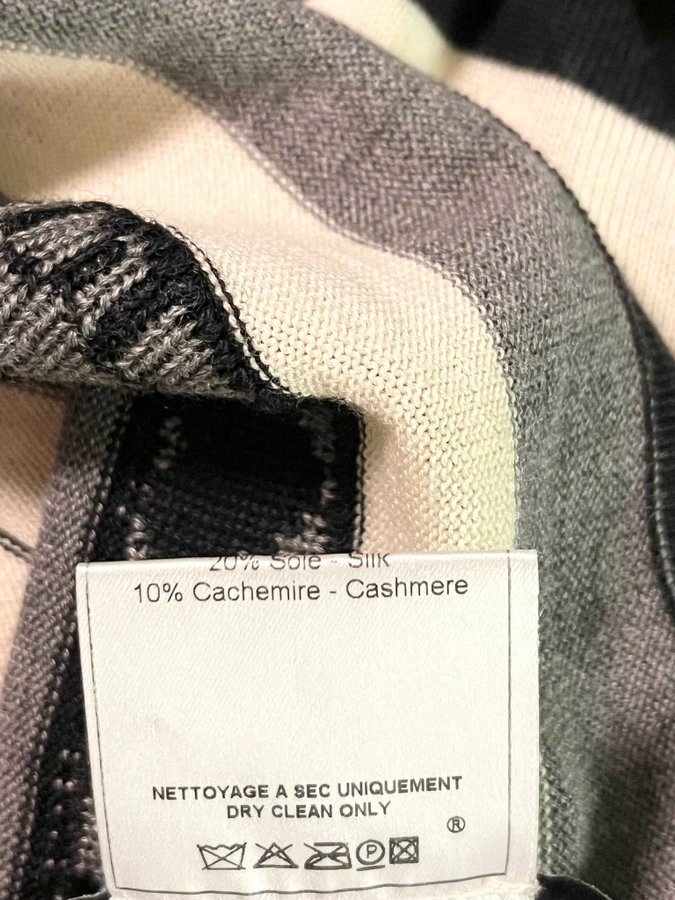 20% Soie - Silk
10% Cachemire - Cashmere
NETTOYAGE A SEC UNIQUEMENT
DRY CLEAN ONLY
®
P